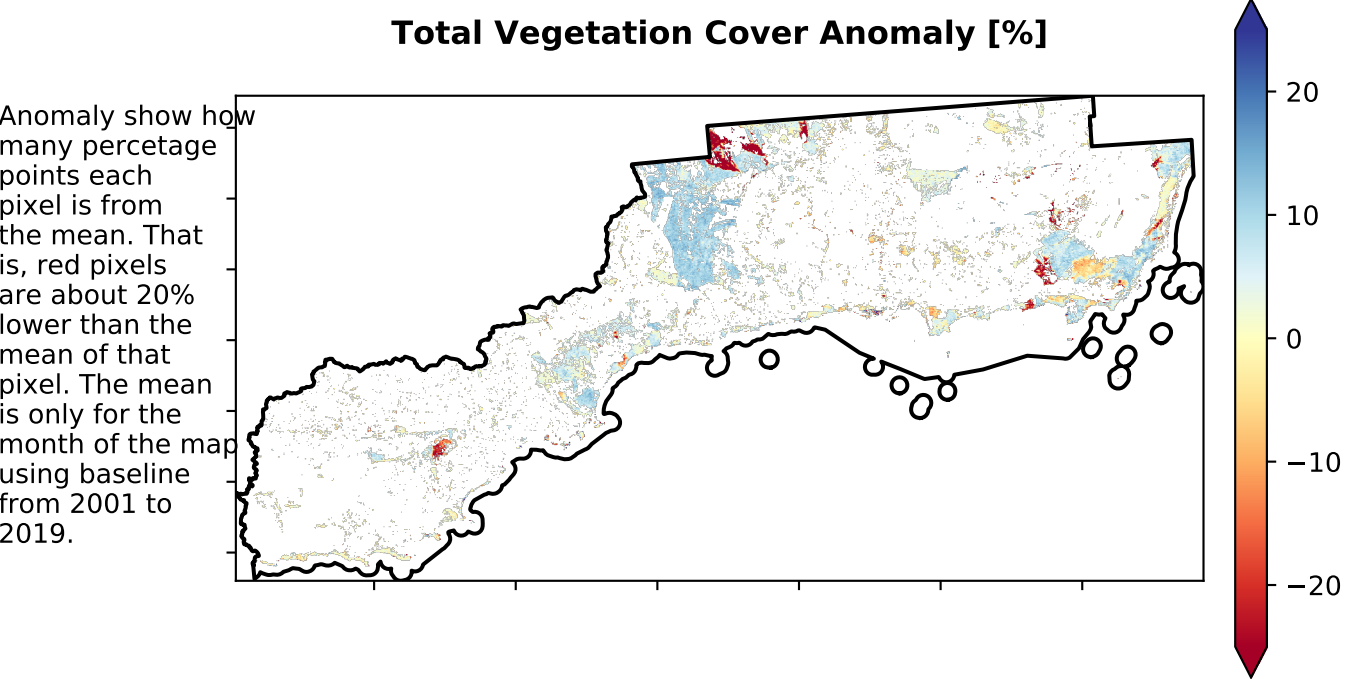 Total Vegetation Cover Anomaly [%]
Anomaly show how
many percetage
points each
pixel is from
the mean. That
is, red pixels
are about 20%
lower than the
mean of that
pixel. The mean
is only for the
month of the map
using baseline
from 2001 to
2019.
20
10
0
−10
−20